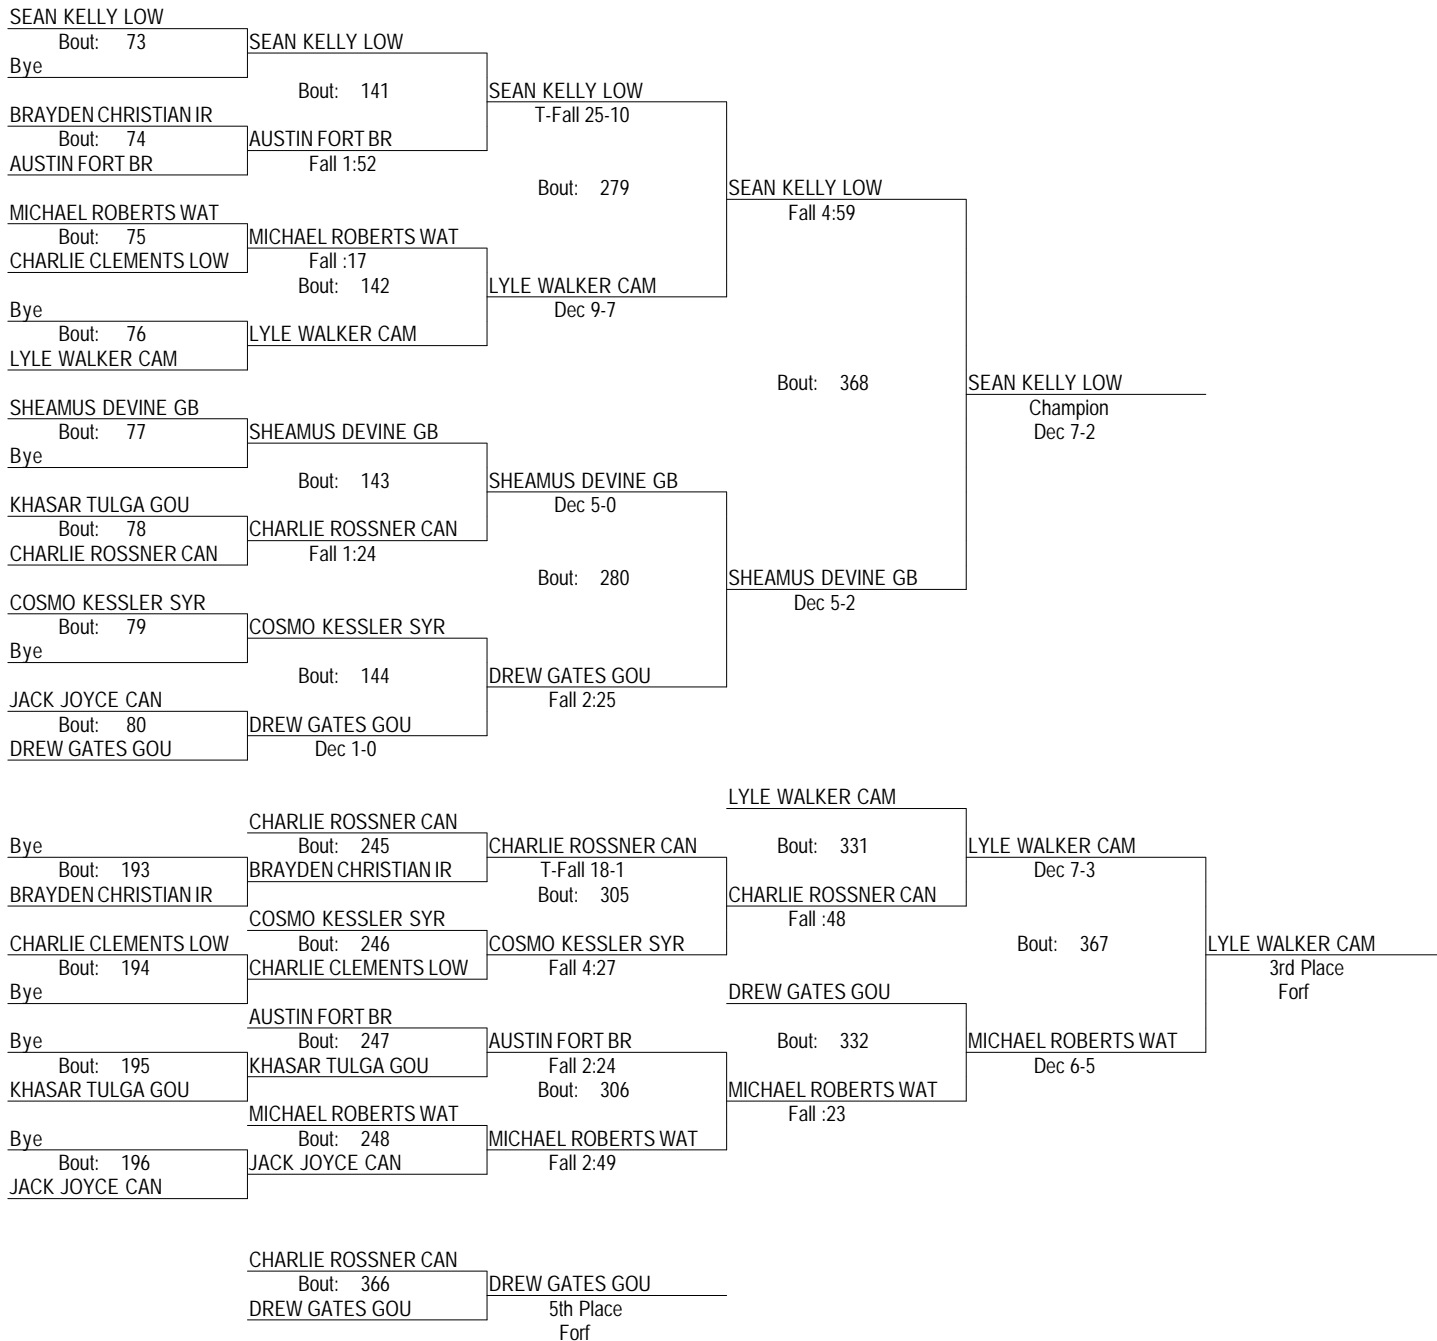 SEAN KELLY LOW
Bout: 73
SEAN KELLY LOW
Bye
Bout: 141
SEAN KELLY LOW
BRAYDEN CHRISTIAN IR
T-Fall 25-10
Bout: 74
AUSTIN FORT BR
AUSTIN FORT BR
Fall 1:52
Bout: 279
SEAN KELLY LOW
MICHAEL ROBERTS WAT
Fall 4:59
Bout: 75
MICHAEL ROBERTS WAT
CHARLIE CLEMENTS LOW
Fall :17
Bout: 142
LYLE WALKER CAM
Bye
Dec 9-7
Bout: 76
LYLE WALKER CAM
LYLE WALKER CAM
Bout: 368
SEAN KELLY LOW
SHEAMUS DEVINE GB
Champion
Bout: 77
SHEAMUS DEVINE GB
Dec 7-2
Bye
Bout: 143
SHEAMUS DEVINE GB
KHASAR TULGA GOU
Dec 5-0
Bout: 78
CHARLIE ROSSNER CAN
CHARLIE ROSSNER CAN
Fall 1:24
Bout: 280
SHEAMUS DEVINE GB
COSMO KESSLER SYR
Dec 5-2
Bout: 79
COSMO KESSLER SYR
Bye
Bout: 144
DREW GATES GOU
JACK JOYCE CAN
Fall 2:25
Bout: 80
DREW GATES GOU
DREW GATES GOU
Dec 1-0
LYLE WALKER CAM
CHARLIE ROSSNER CAN
Bye
Bout: 245
CHARLIE ROSSNER CAN
Bout: 331
LYLE WALKER CAM
Bout: 193
BRAYDEN CHRISTIAN IR
T-Fall 18-1
Dec 7-3
BRAYDEN CHRISTIAN IR
Bout: 305
CHARLIE ROSSNER CAN
COSMO KESSLER SYR
Fall :48
CHARLIE CLEMENTS LOW
Bout: 246
COSMO KESSLER SYR
Bout: 367
LYLE WALKER CAM
Bout: 194
CHARLIE CLEMENTS LOW
Fall 4:27
3rd Place
Bye
DREW GATES GOU
Forf
AUSTIN FORT BR
Bye
Bout: 247
AUSTIN FORT BR
Bout: 332
MICHAEL ROBERTS WAT
Bout: 195
KHASAR TULGA GOU
Fall 2:24
Dec 6-5
KHASAR TULGA GOU
Bout: 306
MICHAEL ROBERTS WAT
MICHAEL ROBERTS WAT
Fall :23
Bye
Bout: 248
MICHAEL ROBERTS WAT
Bout: 196
JACK JOYCE CAN
Fall 2:49
JACK JOYCE CAN
CHARLIE ROSSNER CAN
Bout: 366
DREW GATES GOU
DREW GATES GOU
5th Place
Forf